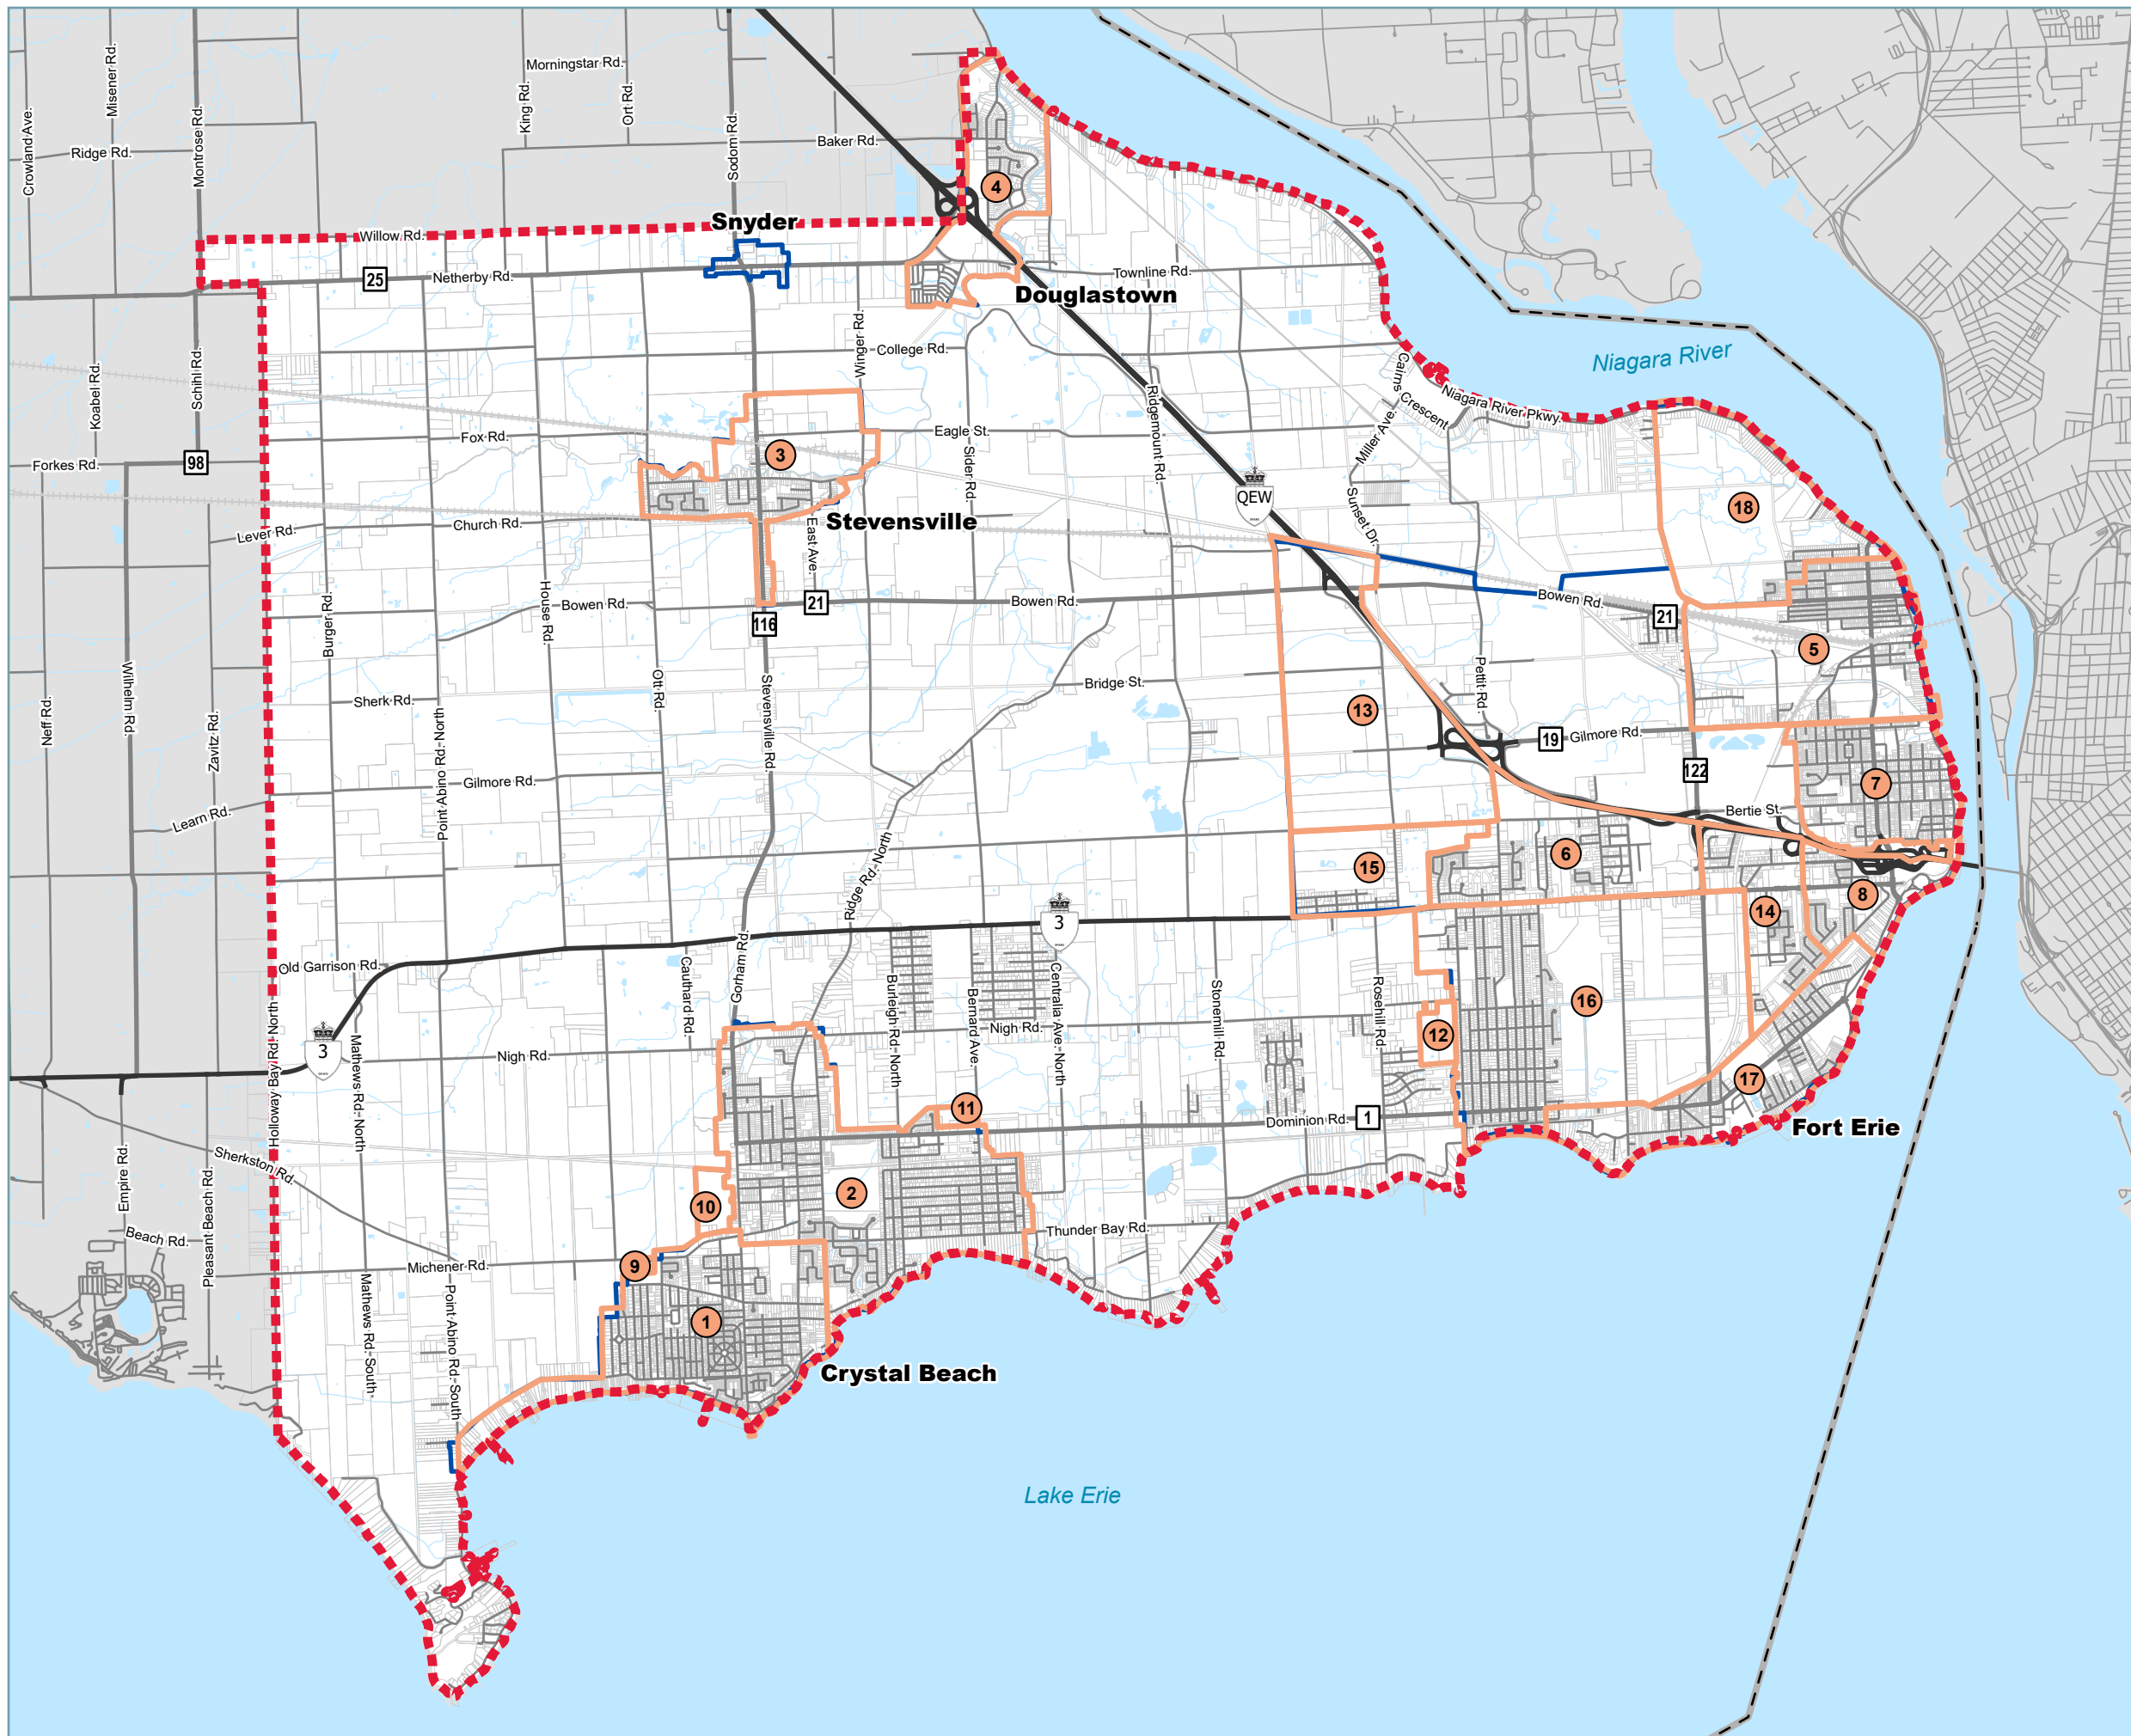 Crowland Ave.
Misener Rd.
Ridge Rd.
Montrose Rd.
Morningstar Rd.
King Rd.
Ort Rd.
Sodom Rd.
Baker Rd.
4
Snyder
Willow Rd.
25
Netherby Rd.
Townline Rd.
Douglastown
Niagara River
Koabel Rd.
Schihl Rd.
Winger Rd.
College Rd.
Cairns
Crescent
Niagara River Pkwy.
Miller Ave.
Ridgemount Rd.
Fox Rd.
Eagle St.
Sider Rd.
3
Forkes Rd.
98
QEW
18
Sunset Dr.
Stevensville
Church Rd.
East Ave.
Lever Rd.
House Rd.
Burger Rd.
Bowen Rd.
21
Bowen Rd.
Bowen Rd.
21
116
5
Wilhelm Rd.
Neff Rd.
Zavitz Rd.
Sherk Rd.
Point Abino Rd. North
Ott Rd.
Stevensville Rd.
Bridge St.
Pettit Rd.
13
19
Gilmore Rd.
122
Gilmore Rd.
7
Learn Rd.
Bertie St.
6
15
8
14
Ridge Rd. North
3
Old Garrison Rd.
Gorham Rd.
Cauthard Rd.
Burleigh Rd. North
Bernard Ave.
Centralia Ave. North
Stonemill Rd.
Rosehill Rd.
16
Nigh Rd.
12
3
Holloway Bay Rd. North
Mathews Rd. North
Nigh Rd.
17
11
Dominion Rd.
1
Fort Erie
Sherkston Rd.
Empire Rd.
Pleasant Beach Rd.
Beach Rd.
2
10
Thunder Bay Rd.
Michener Rd.
9
Mathews Rd. South
Point Abino Rd. South
1
Crystal Beach
Lake Erie